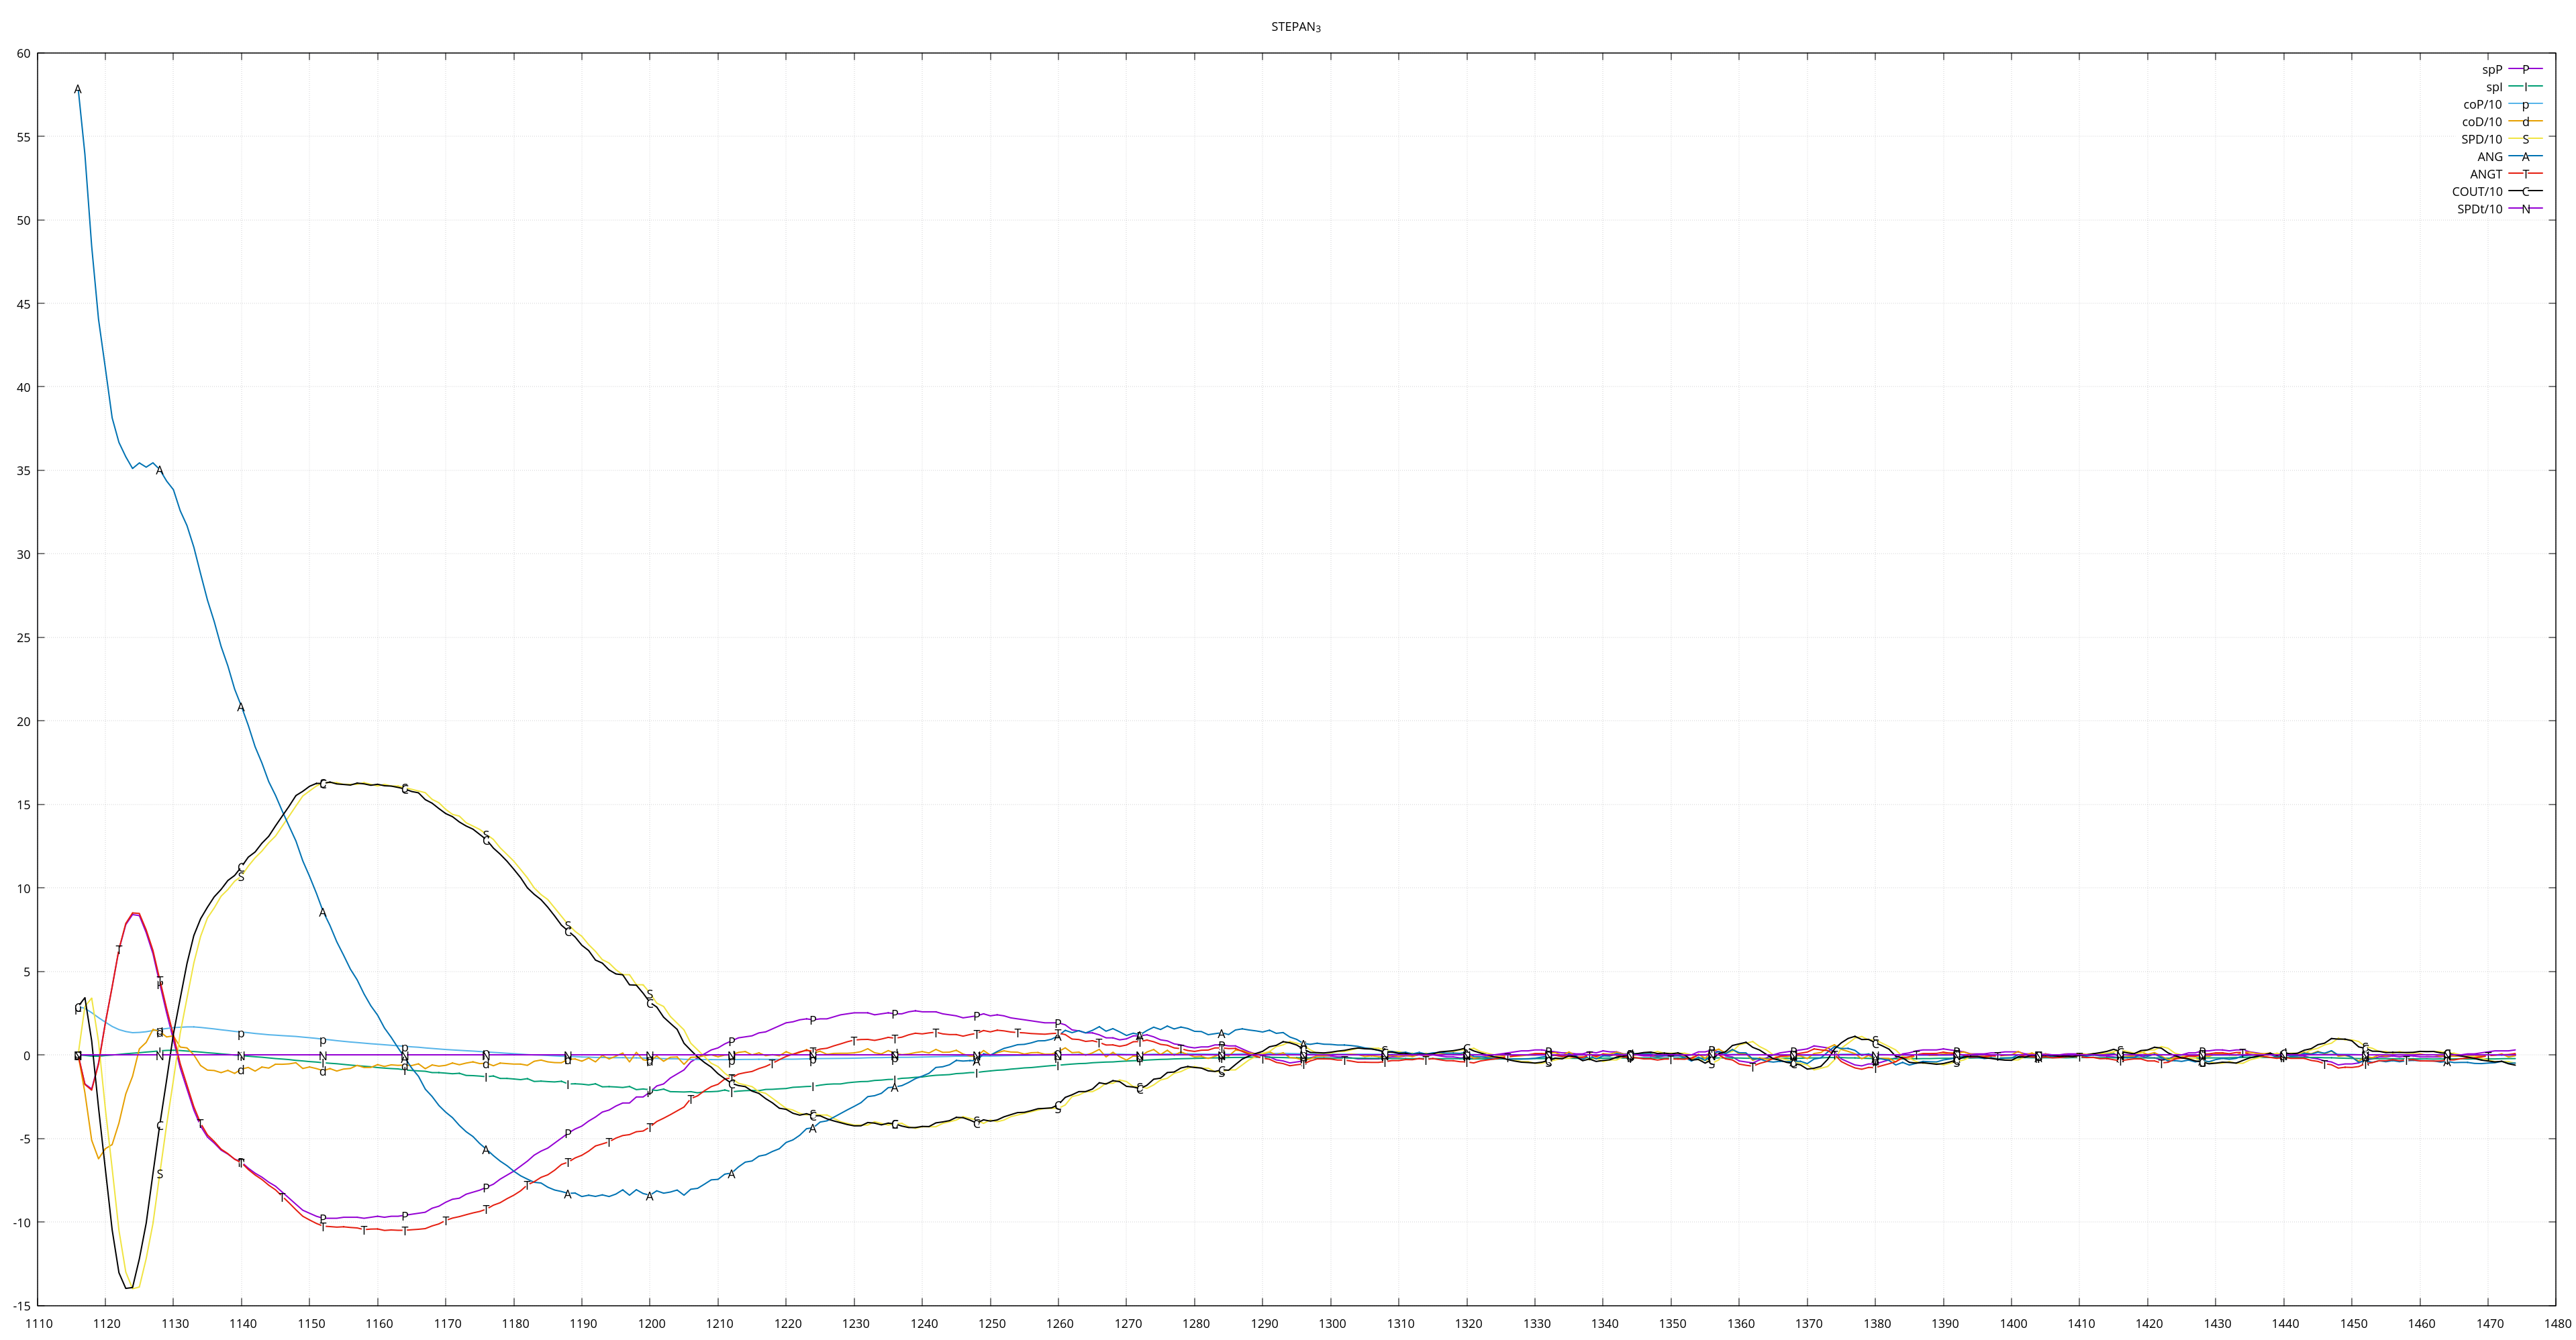 STEPAN₃
60
55
50
45
40
35
30
25
20
15
10
5
0
-5
-10
-15
1110 1120 1130 1140 1150 1160 1170 1180 1190 1200 1210 1220 1230 1240 1250 1260 1270 1280 1290 1300 1310 1320 1330 1340 1350 1360 1370 1380 1390 1400 1410 1420 1430 1440 1450 1460 1470 1480
spP P
spI I
coP/10 p
coD/10 d
SPD/10 S
ANG A
ANGT T
COUT/10 C
SPDt/10 N